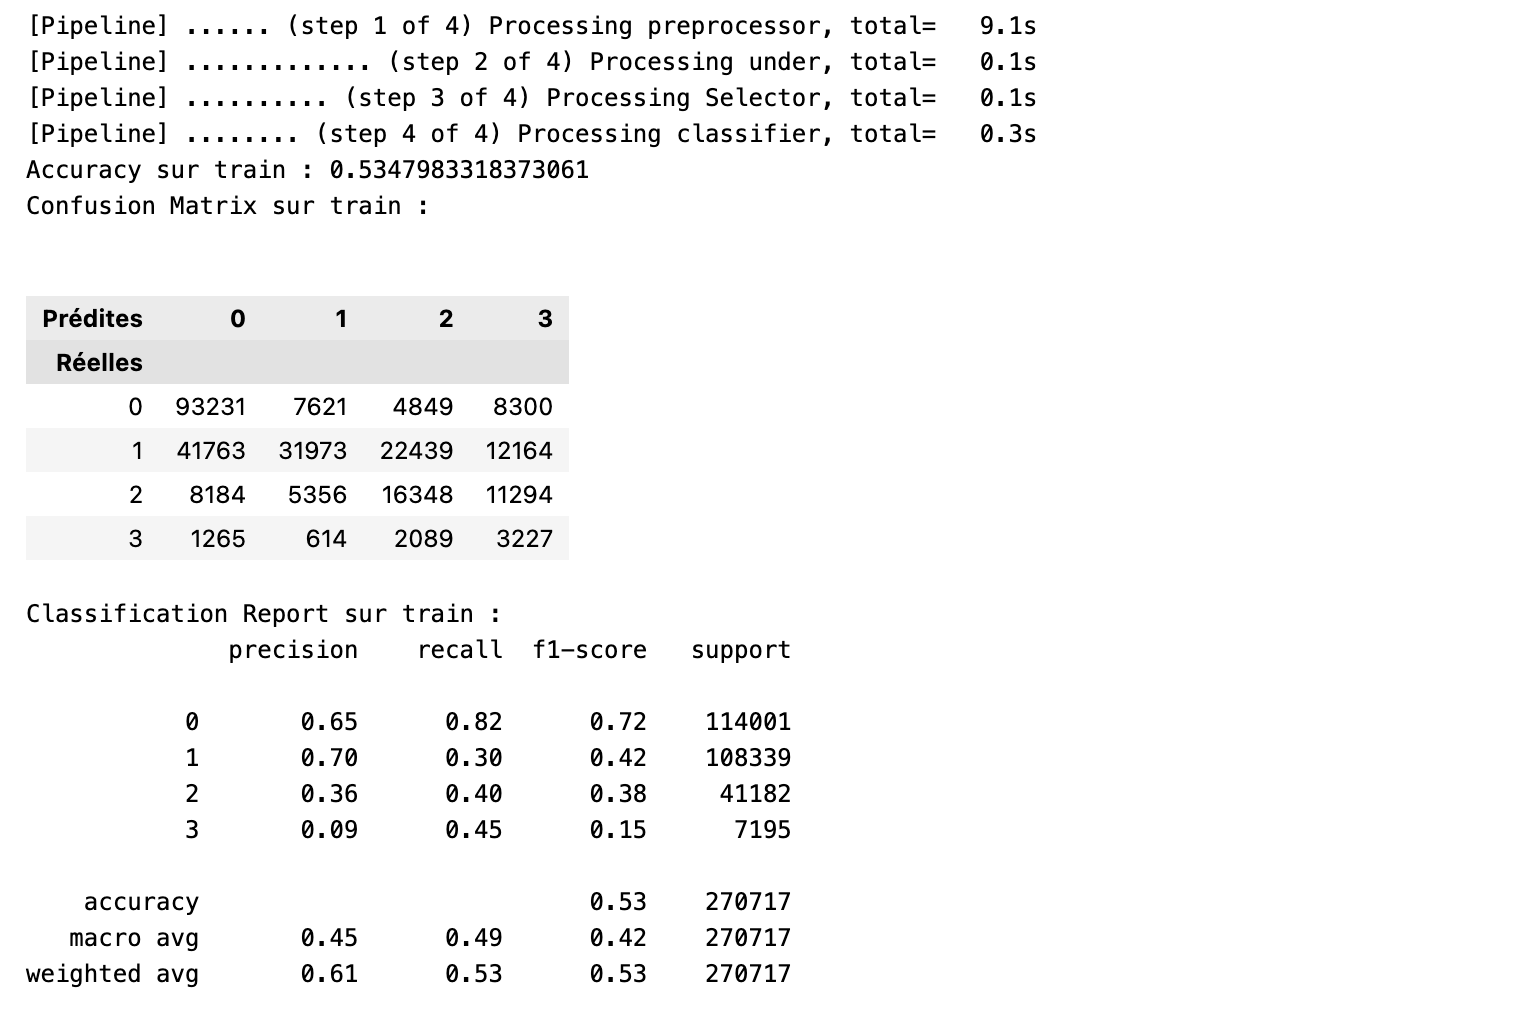 [Pipeline] ...... (step 1 of 4) Processing preprocessor, total=   9.1s
[Pipeline] ............. (step 2 of 4) Processing under, total=   0.1s
[Pipeline] .......... (step 3 of 4) Processing Selector, total=   0.1s
[Pipeline] ........ (step 4 of 4) Processing classifier, total=   0.3s
Accuracy sur train : 0.5347983318373061
Confusion Matrix sur train :
Prédites 0 1 2 3
Réelles
0 93231 7621 4849 8300
1 41763 31973 22439 12164
2 8184 5356 16348 11294
3 1265 614 2089 3227
Classification Report sur train :
precision recall f1-score support
0 0.65 0.82 0.72 114001
1 0.70 0.30 0.42 108339
2 0.36 0.40 0.38 41182
3 0.09 0.45 0.15 7195
accuracy 0.53 270717
macro avg 0.45 0.49 0.42 270717
weighted avg 0.61 0.53 0.53 270717